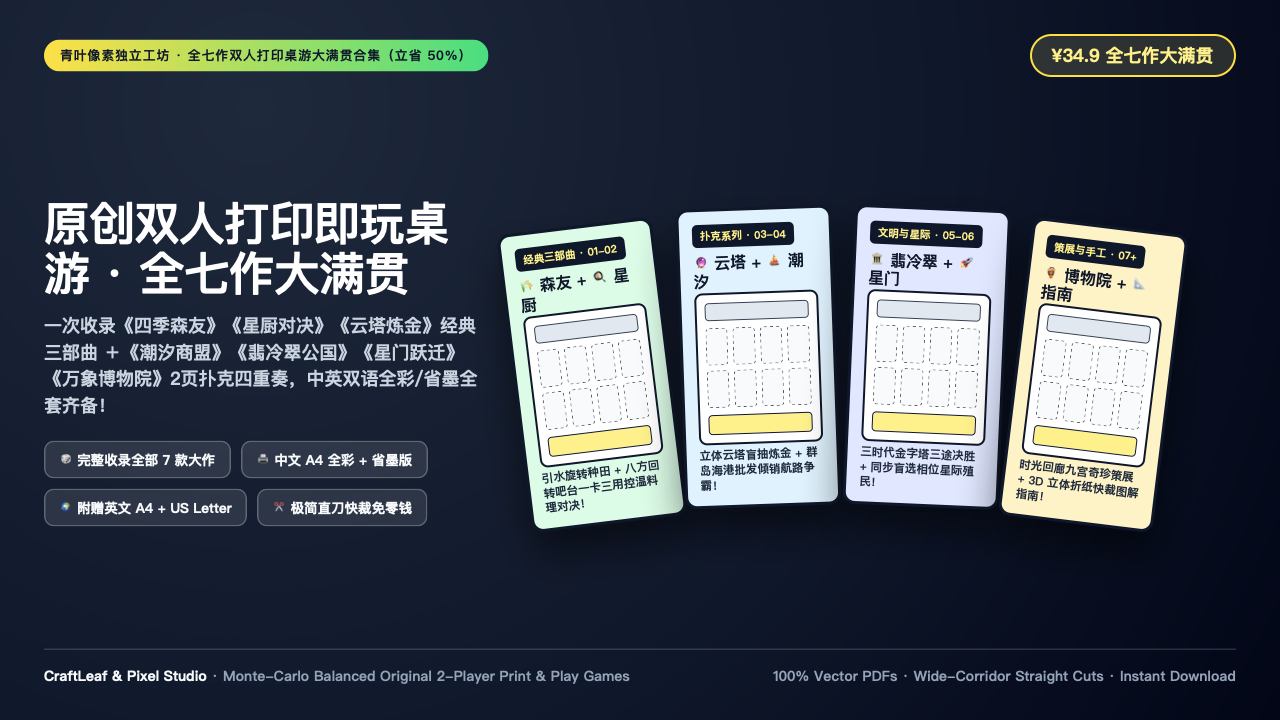 青叶像素独立工坊 · 全七作双人打印桌游大满贯合集（立省 50%）
¥34.9 全七作大满贯
原创双人打印即玩桌
游 · 全七作大满贯
一次收录《四季森友》《星厨对决》《云塔炼金》经典
三部曲 ＋《潮汐商盟》《翡冷翠公国》《星门跃迁》
《万象博物院》2页扑克四重奏，中英双语全彩/省墨全
套齐备！
完整收录全部 7 款大作
中文 A4 全彩 + 省墨版
附赠英文 A4 + US Letter
极简直刀快裁免零钱
经典三部曲 · 01-02
森友 + 星
厨
引水旋转种田 + 八方回
转吧台一卡三用控温料
理对决！
扑克系列 · 03-04
云塔 + 潮
汐
立体云塔盲抽炼金 + 群
岛海港批发倾销航路争
霸！
文明与星际 · 05-06
翡冷翠 +
星门
三时代金字塔三途决胜
+ 同步盲选相位星际殖
民！
策展与手工 · 07+
博物院 +
指南
时光回廊九宫奇珍策展
+ 3D 立体折纸快裁图解
指南！
CraftLeaf & Pixel Studio · Monte-Carlo Balanced Original 2-Player Print & Play Games
100% Vector PDFs · Wide-Corridor Straight Cuts · Instant Download